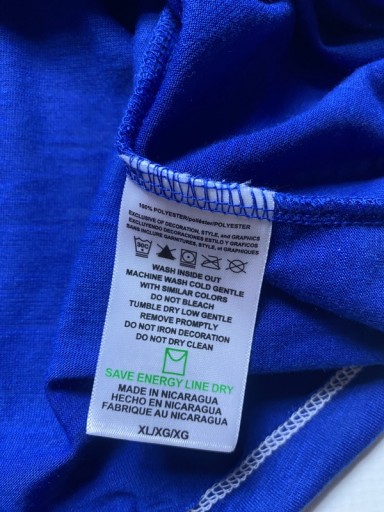 100% POLYESTER/poliéster/POLYESTER
EXCLUSIVE OF DECORATION, STYLE, and GRAPHICS
EXCLUYENDO DECORACIONES ESTILO Y GRAFICOS
SANS INCLURE GARNITURES, STYLE, et GRAPHIQUES
WASH INSIDE OUT
MACHINE WASH COLD GENTLE
WITH SIMILAR COLORS
DO NOT BLEACH
TUMBLE DRY LOW GENTLE
REMOVE PROMPTLY
DO NOT IRON DECORATION
DO NOT DRY CLEAN
SAVE ENERGY LINE DRY
MADE IN NICARAGUA
HECHO EN NICARAGUA
FABRIQUE AU NICARAGUA
XL/XG/XG